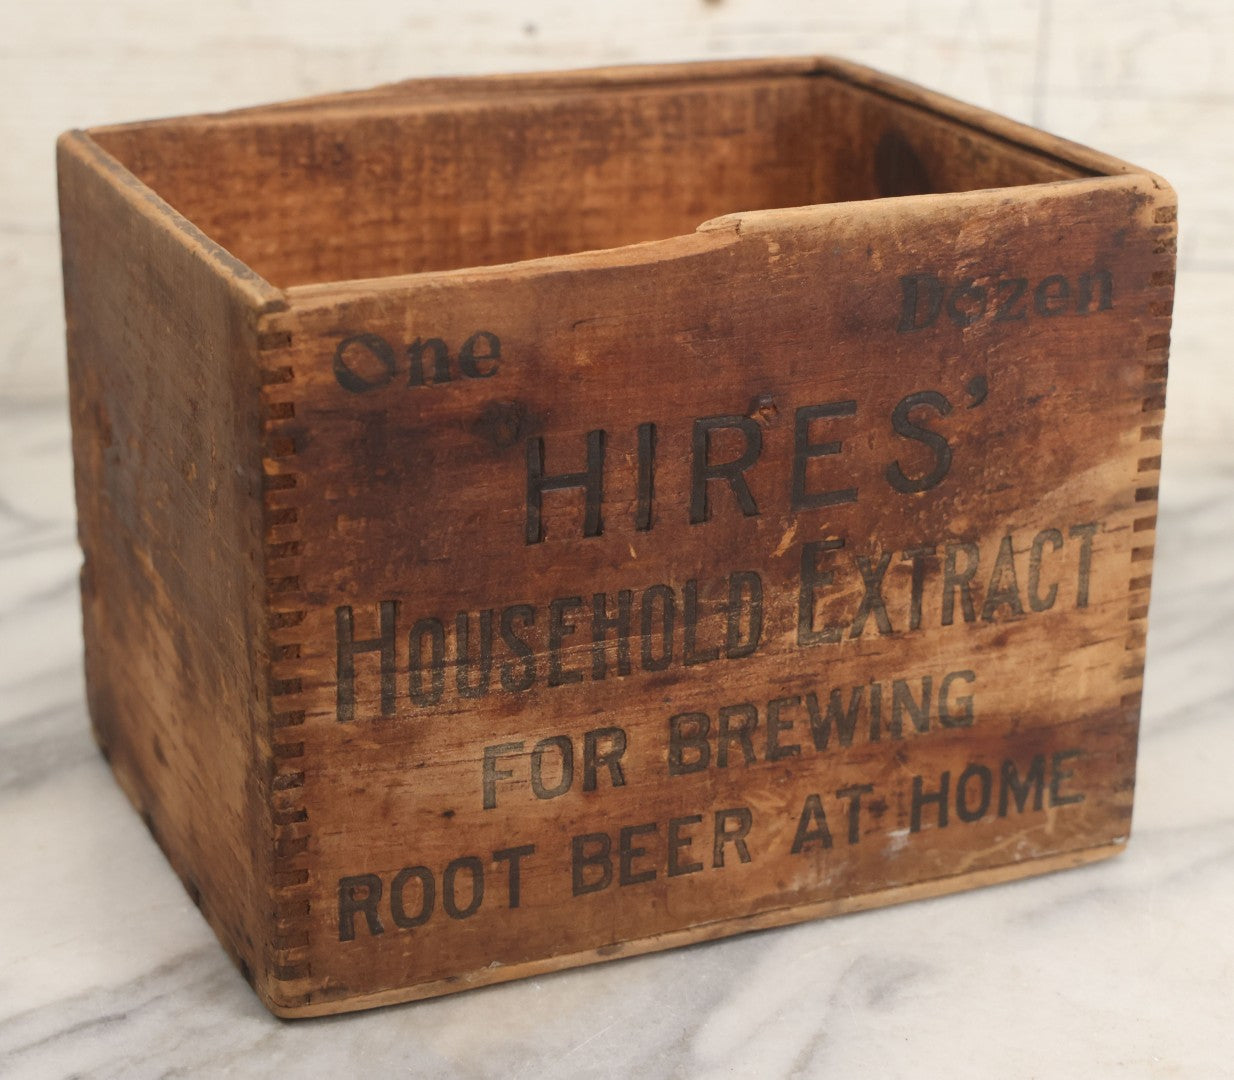 One Dozen
HIRES'
HOUSEHOLD EXTRACT
FOR BREWING
ROOT BEER AT HOME